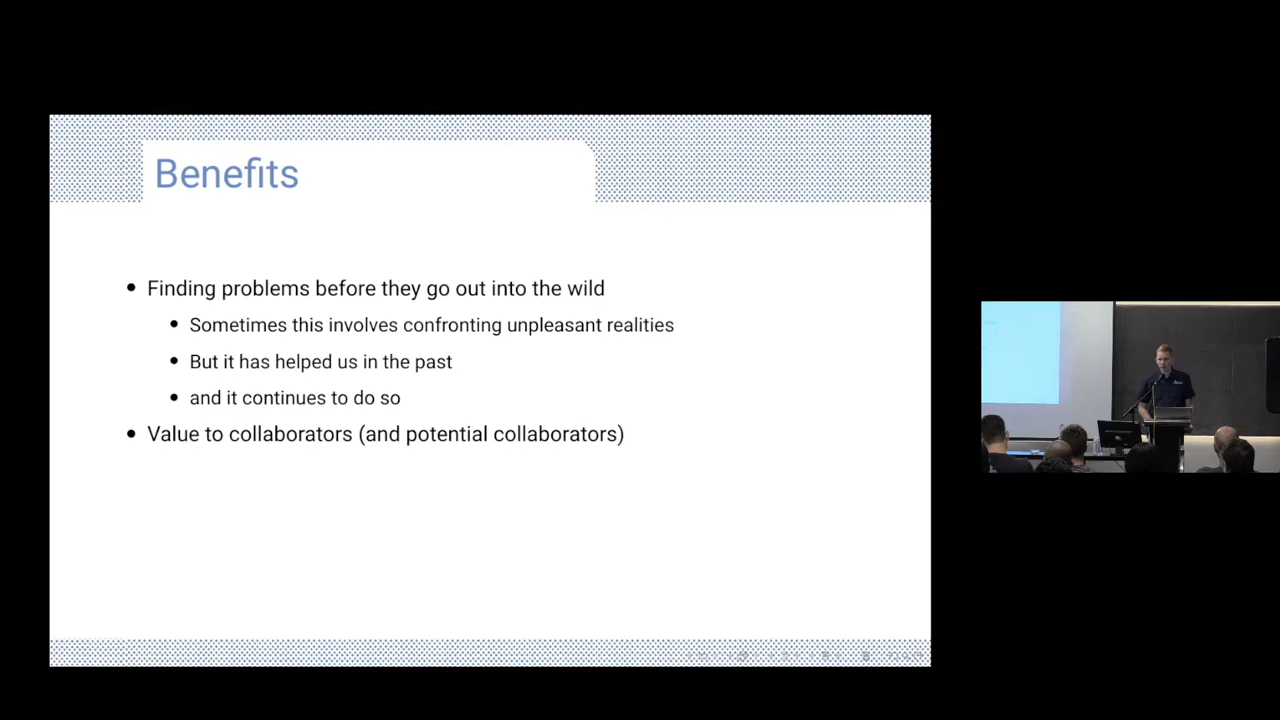 Benefits
Finding problems before they go out into the wild
Sometimes this involves confronting unpleasant realities
But it has helped us in the past
and it continues to do so
Value to collaborators (and potential collaborators)